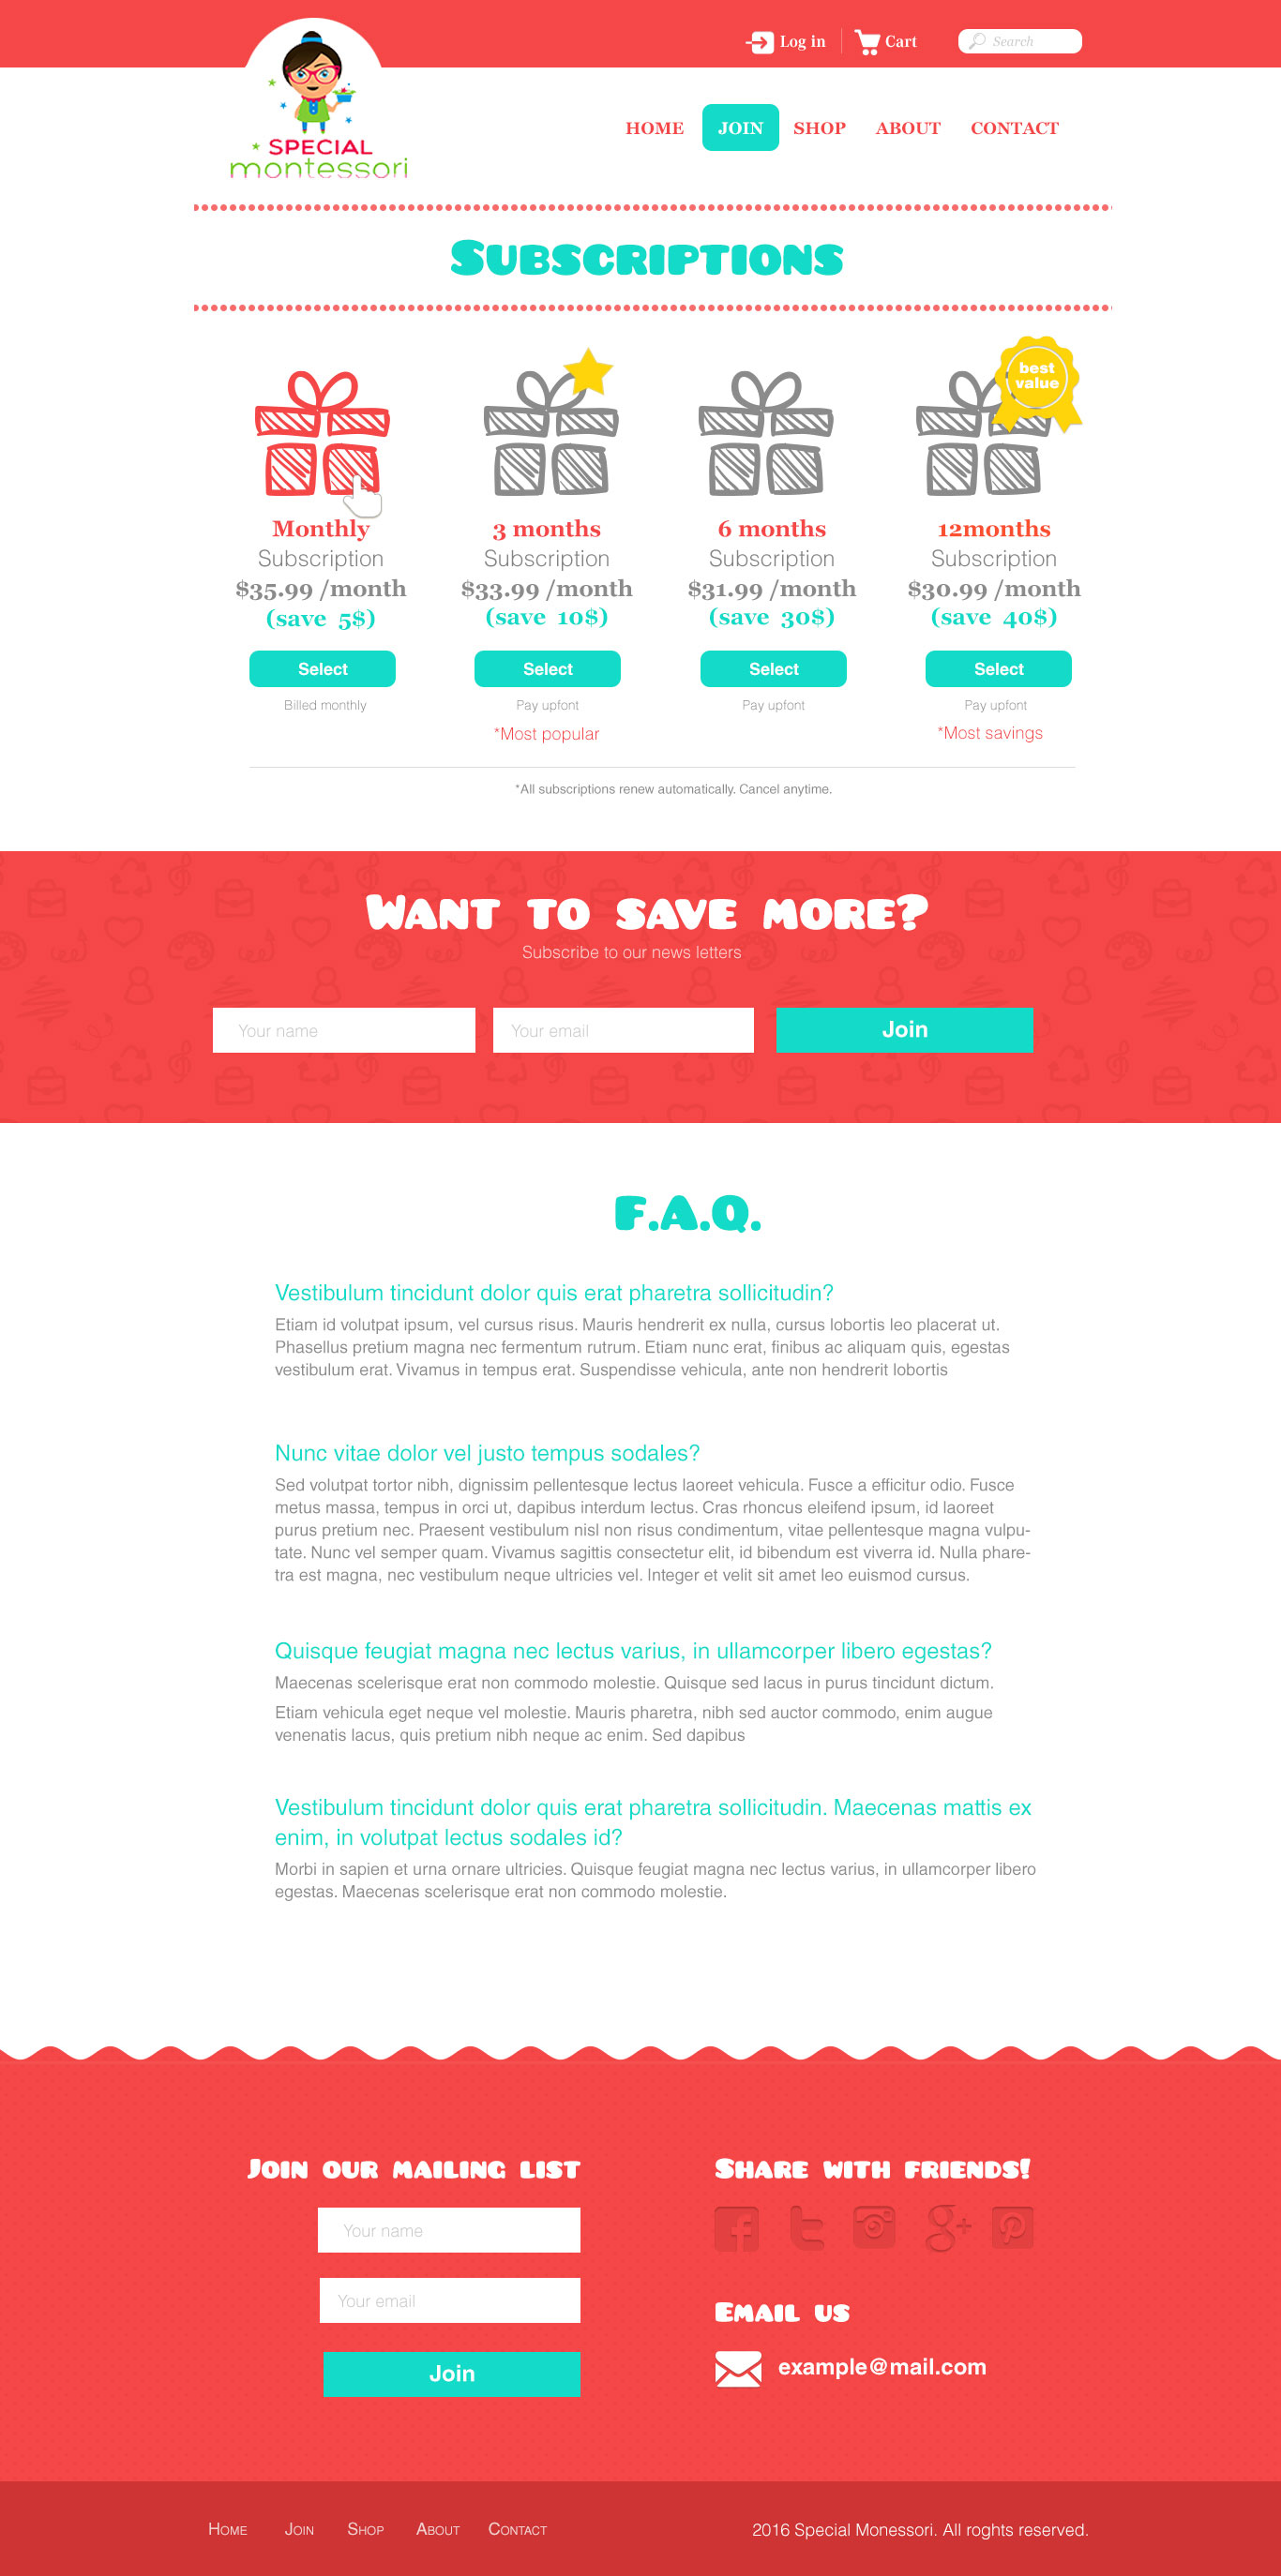 Log in
Cart
Search
SPECIAL
montessori
HOME
JOIN
SHOP
ABOUT
CONTACT
Subscriptions
best
value
Monthly
Subscription
$35.99 /month
(save 5$)
Select
Billed monthly
3 months
Subscription
$33.99 /month
(save 10$)
Select
Pay upfont
*Most popular
6 months
Subscription
$31.99 /month
(save 30$)
Select
Pay upfont
12months
Subscription
$30.99 /month
(save 40$)
Select
Pay upfont
*Most savings
*All subscriptions renew automatically. Cancel anytime.
Want to save more?
Subscribe to our news letters
Your name
Your email
Join
F.A.Q.
Vestibulum tincidunt dolor quis erat pharetra sollicitudin?
Etiam id volutpat ipsum, vel cursus risus. Mauris hendrerit ex nulla, cursus lobortis leo placerat ut.
Phasellus pretium magna nec fermentum rutrum. Etiam nunc erat, finibus ac aliquam quis, egestas
vestibulum erat. Vivamus in tempus erat. Suspendisse vehicula, ante non hendrerit lobortis
Nunc vitae dolor vel justo tempus sodales?
Sed volutpat tortor nibh, dignissim pellentesque lectus laoreet vehicula. Fusce a efficitur odio. Fusce
metus massa, tempus in orci ut, dapibus interdum lectus. Cras rhoncus eleifend ipsum, id laoreet
purus pretium nec. Praesent vestibulum nisl non risus condimentum, vitae pellentesque magna vulpu-
tate. Nunc vel semper quam. Vivamus sagittis consectetur elit, id bibendum est viverra id. Nulla phare-
tra est magna, nec vestibulum neque ultricies vel. Integer et velit sit amet leo euismod cursus.
Quisque feugiat magna nec lectus varius, in ullamcorper libero egestas?
Maecenas scelerisque erat non commodo molestie. Quisque sed lacus in purus tincidunt dictum.
Etiam vehicula eget neque vel molestie. Mauris pharetra, nibh sed auctor commodo, enim augue
venenatis lacus, quis pretium nibh neque ac enim. Sed dapibus
Vestibulum tincidunt dolor quis erat pharetra sollicitudin. Maecenas mattis ex
enim, in volutpat lectus sodales id?
Morbi in sapien et urna ornare ultricies. Quisque feugiat magna nec lectus varius, in ullamcorper libero
egestas. Maecenas scelerisque erat non commodo molestie.
Join our mailing list
Your name
Your email
Join
Share with friends!
Email us
example@mail.com
Home
Join
Shop
About
Contact
2016 Special Monessori. All roghts reserved.